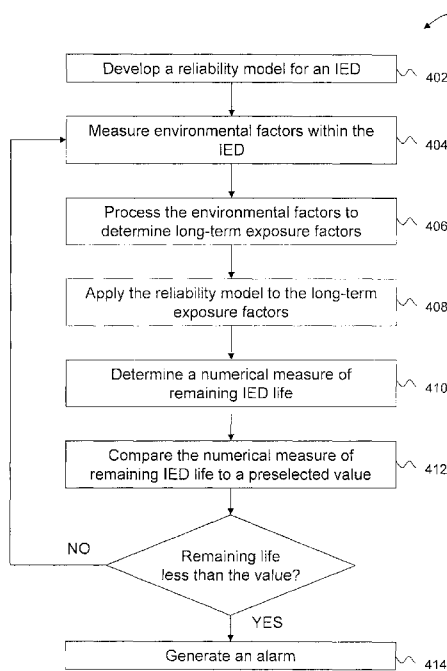 Develop a reliability model for an IED
402
Measure environmental factors within the
IED
404
Process the environmental factors to
determine long-term exposure factors
406
Apply the reliability model to the long-term
exposure factors
408
Determine a numerical measure of
remaining IED life
410
Compare the numerical measure of
remaining IED life to a preselected value
412
NO
Remaining life
less than the value?
YES
Generate an alarm
414